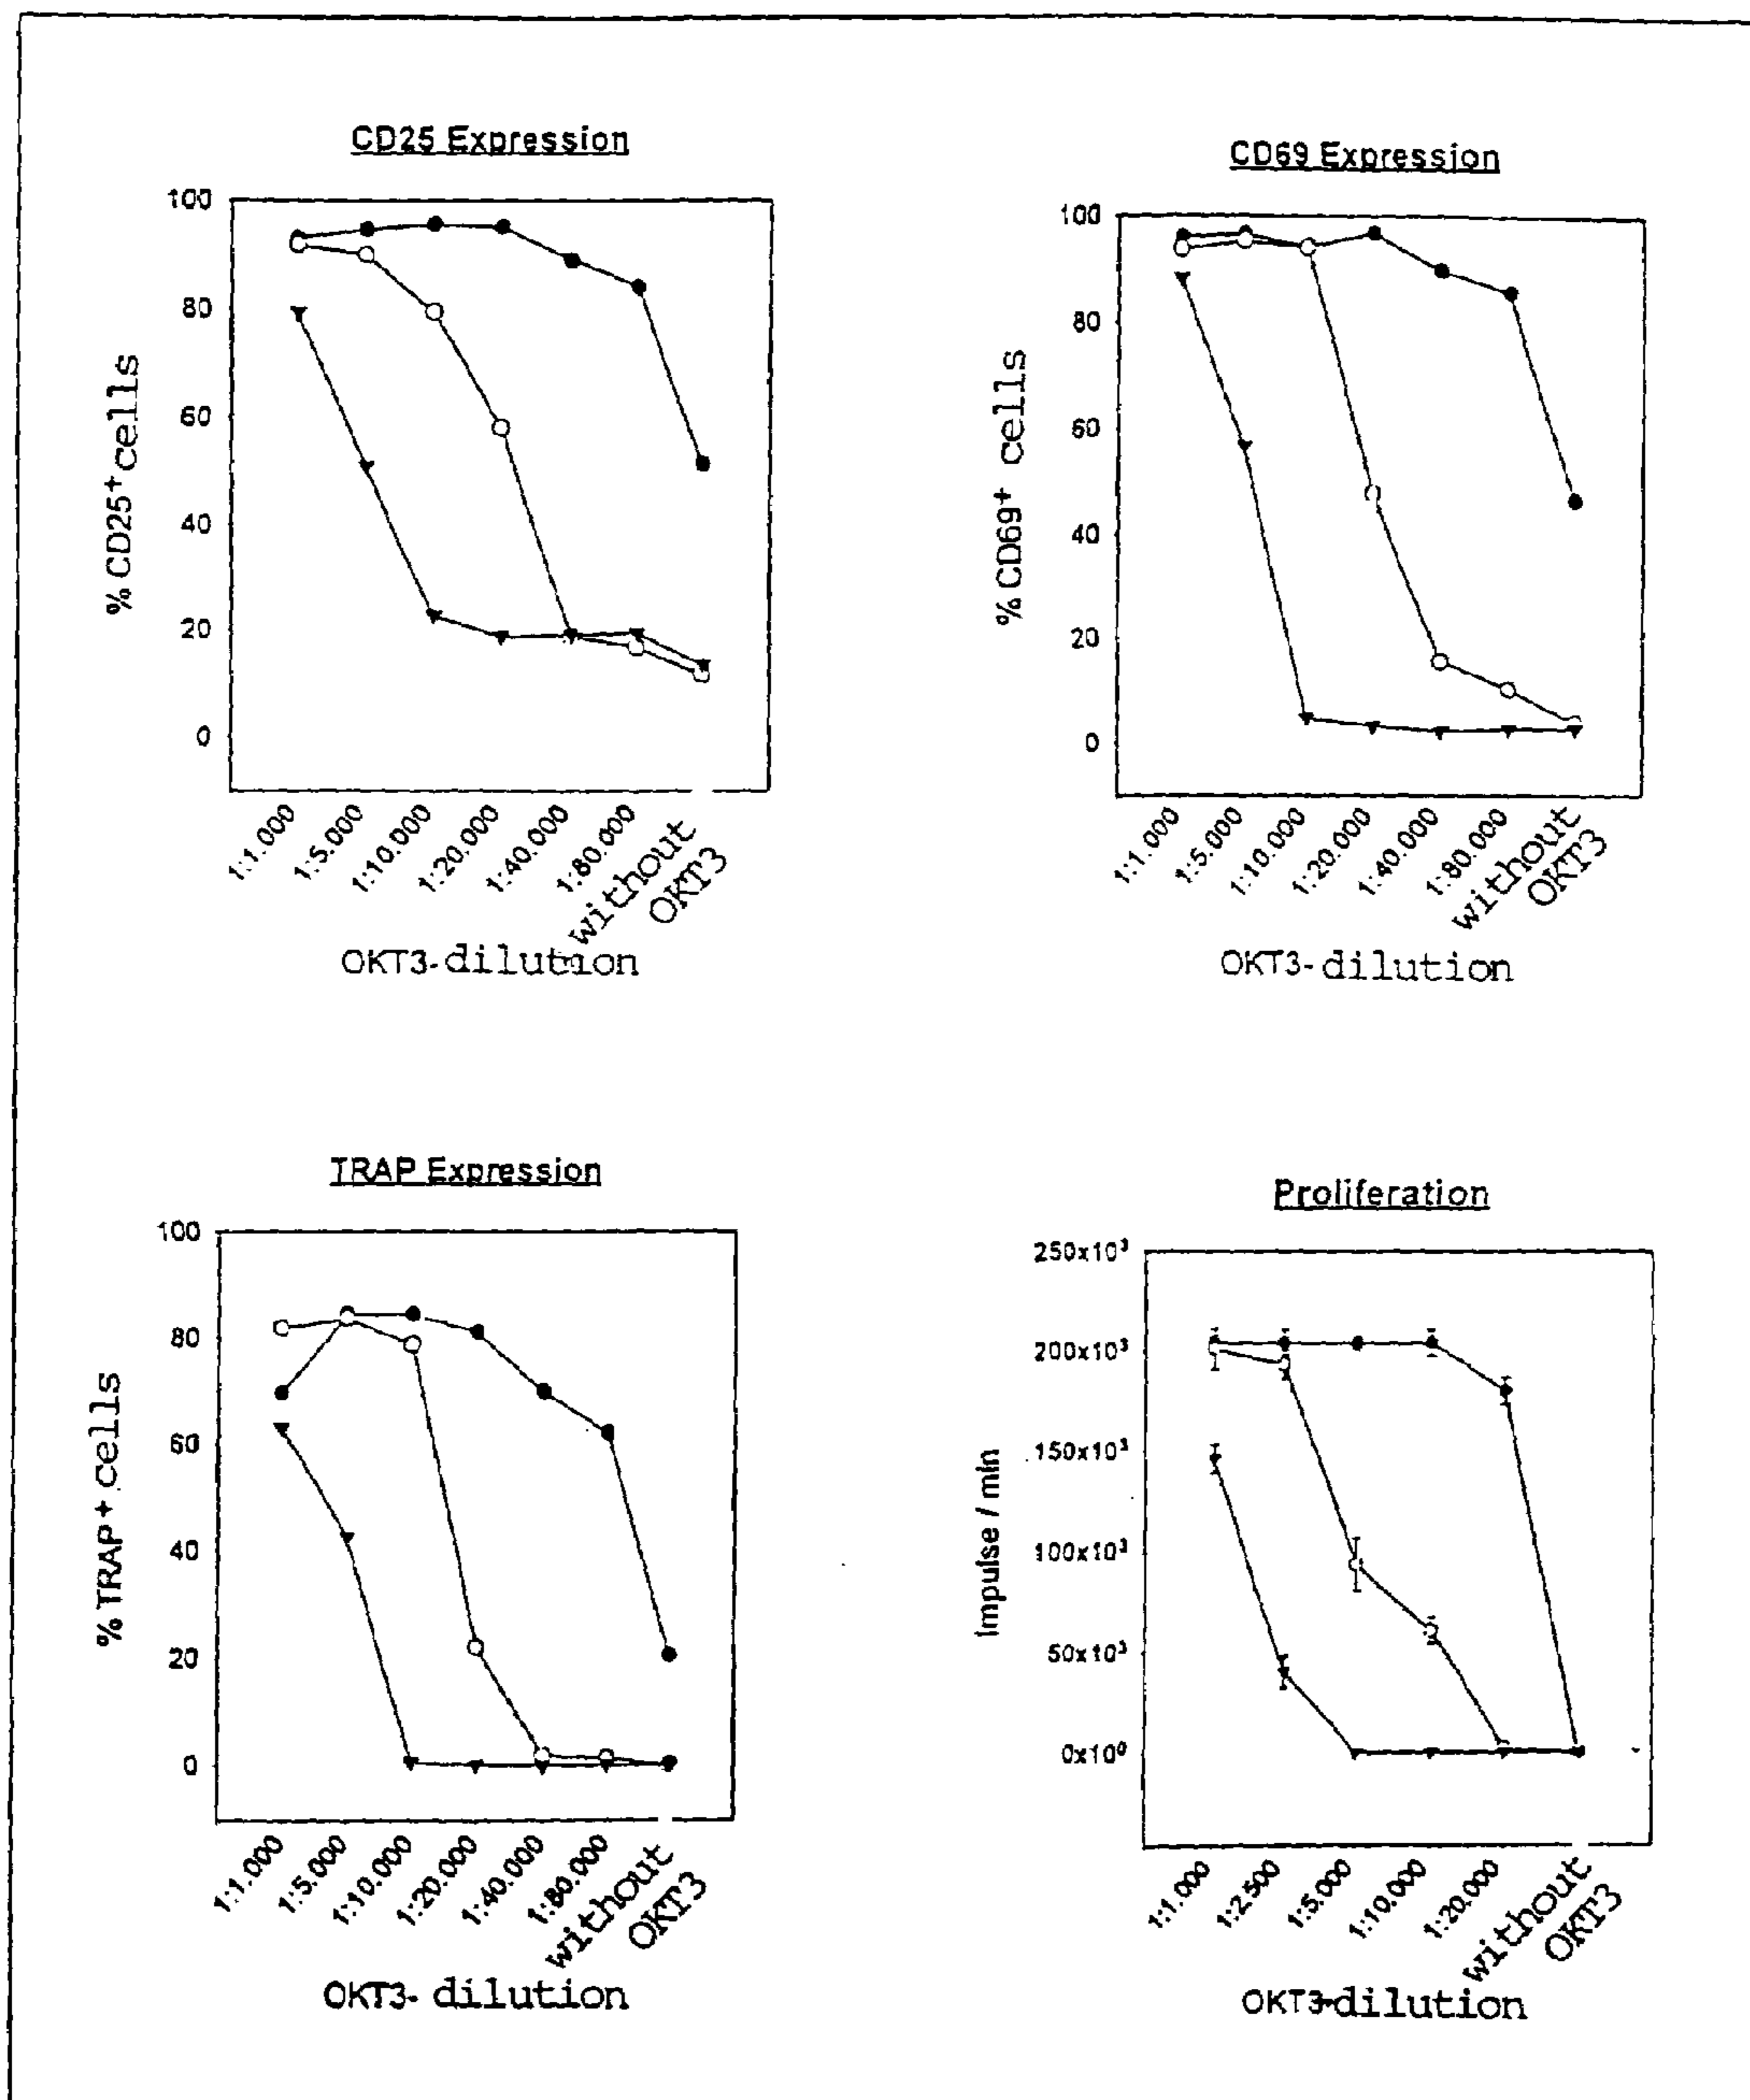 CD25 Expression
100
80
60
40
20
0
% CD25+ cells
1:1.000
1:5.000
1:10.000
1:20.000
1:40.000
1:80.000
without
OKT3
OKT3-dilution
CD69 Expression
100
80
60
40
20
0
% CD69+ cells
1:1.000
1:5.000
1:10.000
1:20.000
1:40.000
1:80.000
without
OKT3
OKT3-dilution
TRAP Expression
100
80
60
40
20
0
% TRAP+ cells
1:1.000
1:5.000
1:10.000
1:20.000
1:40.000
1:80.000
without
OKT3
OKT3-dilution
Proliferation
250x10³
200x10³
150x10³
100x10³
50x10³
0x10⁰
Impulse / min
1:1.000
1:2.500
1:5.000
1:10.000
1:20.000
without
OKT3
OKT3-dilution